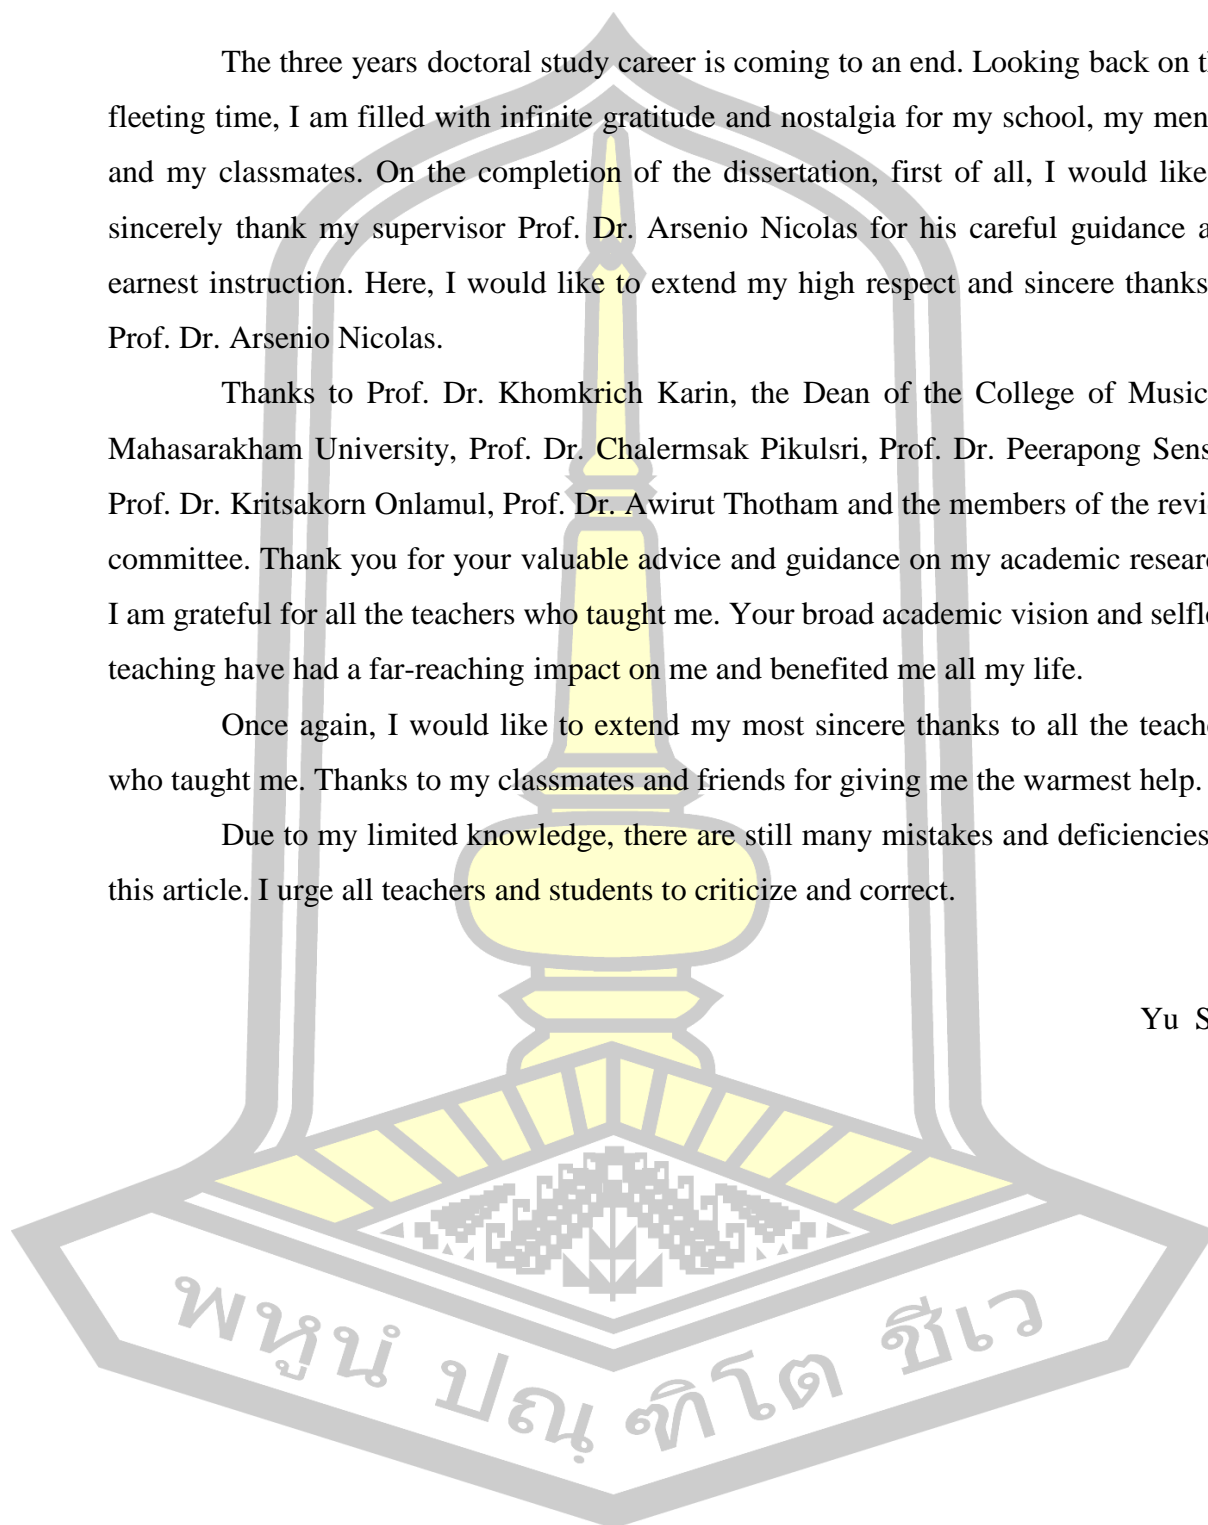 The three years doctoral study career is coming to an end. Looking back on
fleeting time, I am filled with infinite gratitude and nostalgia for my school, my
and my classmates. On the completion of the dissertation, first of all, I would like
sincerely thank my supervisor Prof. Dr. Arsenio Nicolas for his careful guidance
earnest instruction. Here, I would like to extend my high respect and sincere thanks
Prof. Dr. Arsenio Nicolas.
Thanks to Prof. Dr. Khomkrich Karin, the Dean of the College of Music
Mahasarakham University, Prof. Dr. Chalermsak Pikulsri, Prof. Dr. Peerapong
Prof. Dr. Kritsakorn Onlamul, Prof. Dr. Awirut Thotham and the members of the
committee. Thank you for your valuable advice and guidance on my academic
I am grateful for all the teachers who taught me. Your broad academic vision and
teaching have had a far-reaching impact on me and benefited me all my life.
Once again, I would like to extend my most sincere thanks to all the
who taught me. Thanks to my classmates and friends for giving me the warmest help.
Due to my limited knowledge, there are still many mistakes and deficiencies
this article. I urge all teachers and students to criticize and correct.
Yu
พหูนํ ปณฺฑิโต ชีเว